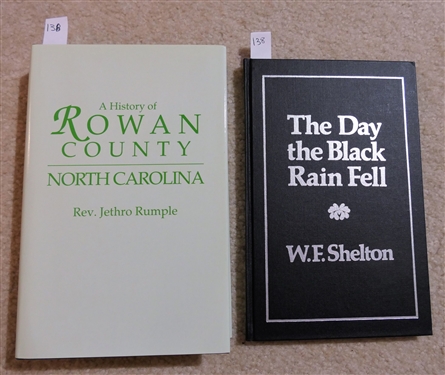 138
A History of
ROWAN
COUNTY
NORTH CAROLINA
Rev. Jethro Rumple
138
The Day
the Black
Rain Fell
W.F. Shelton